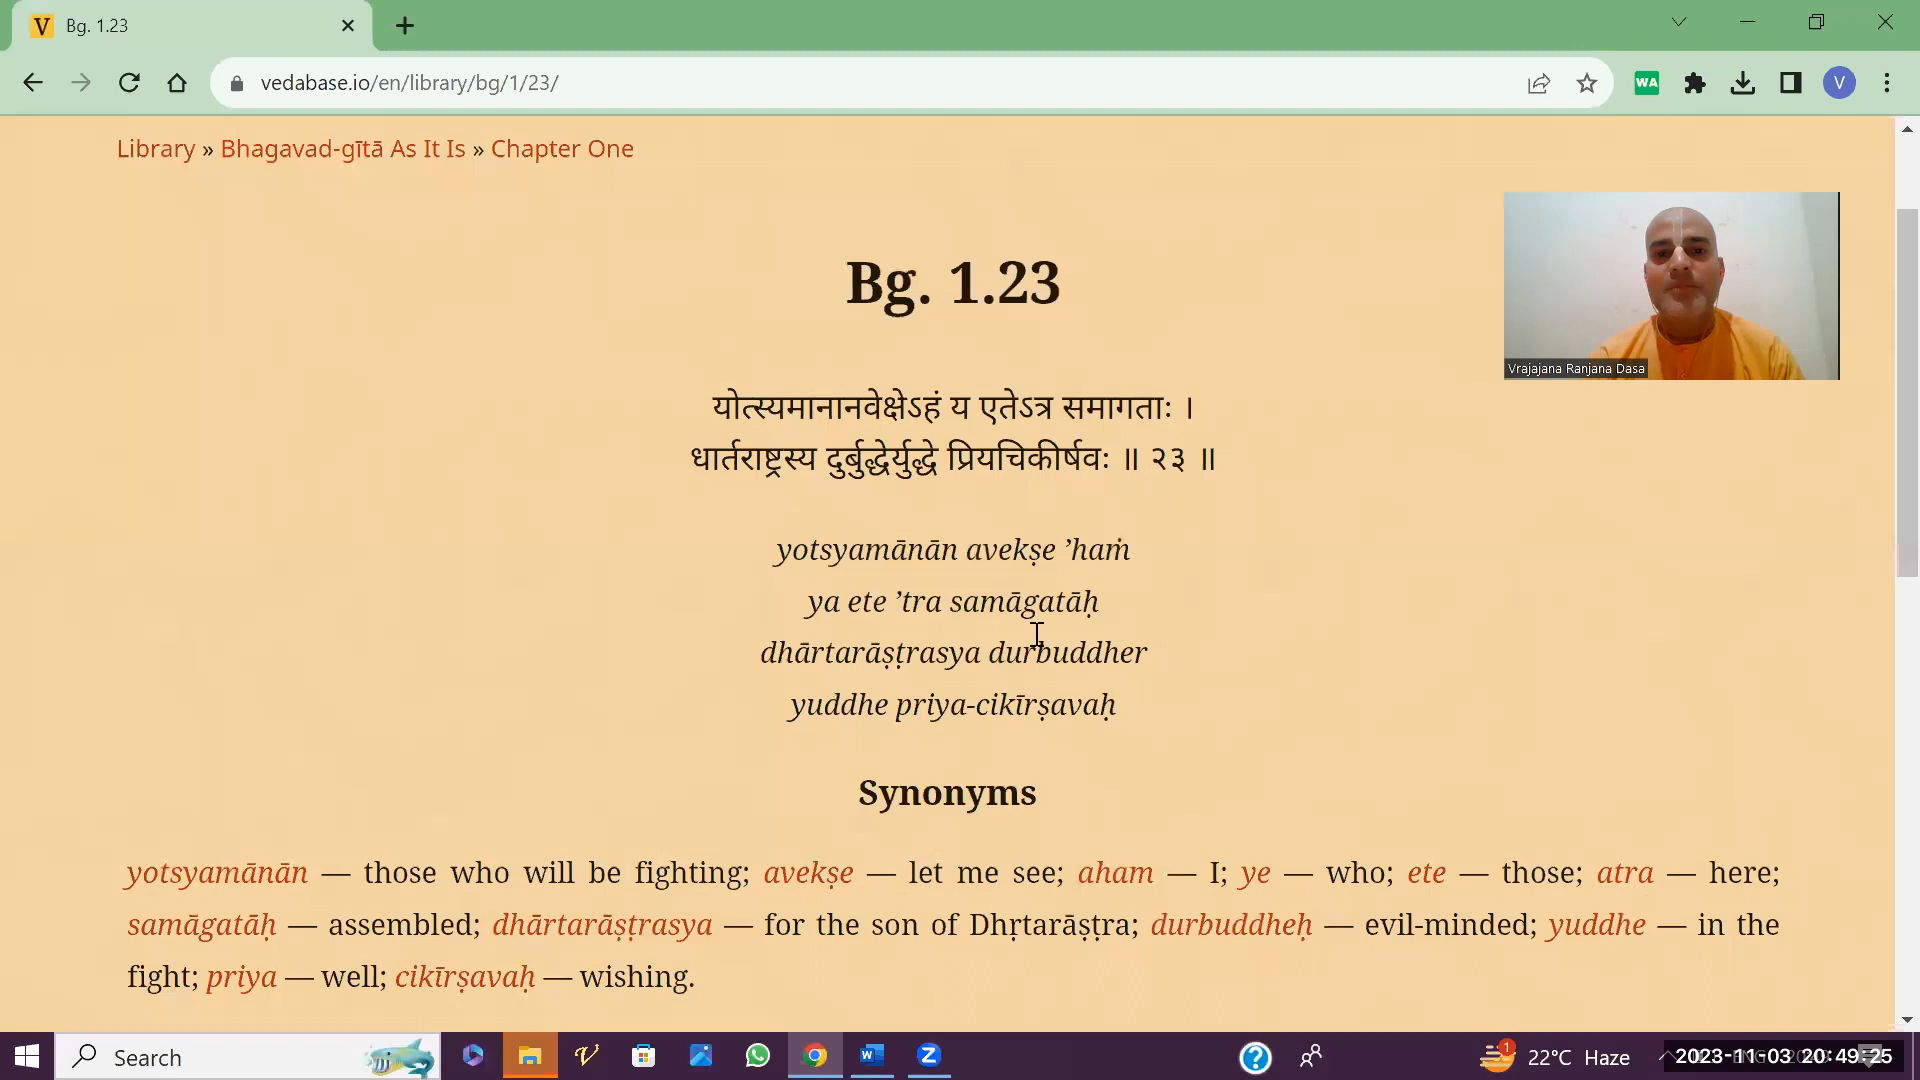 Bg. 1.23
vedabase.io/en/library/bg/1/23/
WA
V
Library » Bhagavad-gītā As It Is » Chapter One
Bg. 1.23
Vrajajana Ranjana Dasa
योत्स्यमानानवेक्षेऽहं य एतेऽत्र समागताः ।
धार्तराष्ट्रस्य दुर्बुद्धेर्युद्धे प्रियचिकीर्षवः ॥ २३ ॥
yotsyamānān avekṣe ’haṁ
ya ete ’tra samāgatāḥ
dhārtarāṣṭrasya durbuddher
yuddhe priya-cikīrṣavaḥ
Synonyms
yotsyamānān — those who will be fighting; avekṣe — let me see; aham — I; ye — who; ete — those; atra — here;
samāgatāḥ — assembled; dhārtarāṣṭrasya — for the son of Dhṛtarāṣṭra; durbuddheḥ — evil-minded; yuddhe — in the
fight; priya — well; cikīrṣavaḥ — wishing.
Search
1
22°C Haze
2023-11-03 20:49:25